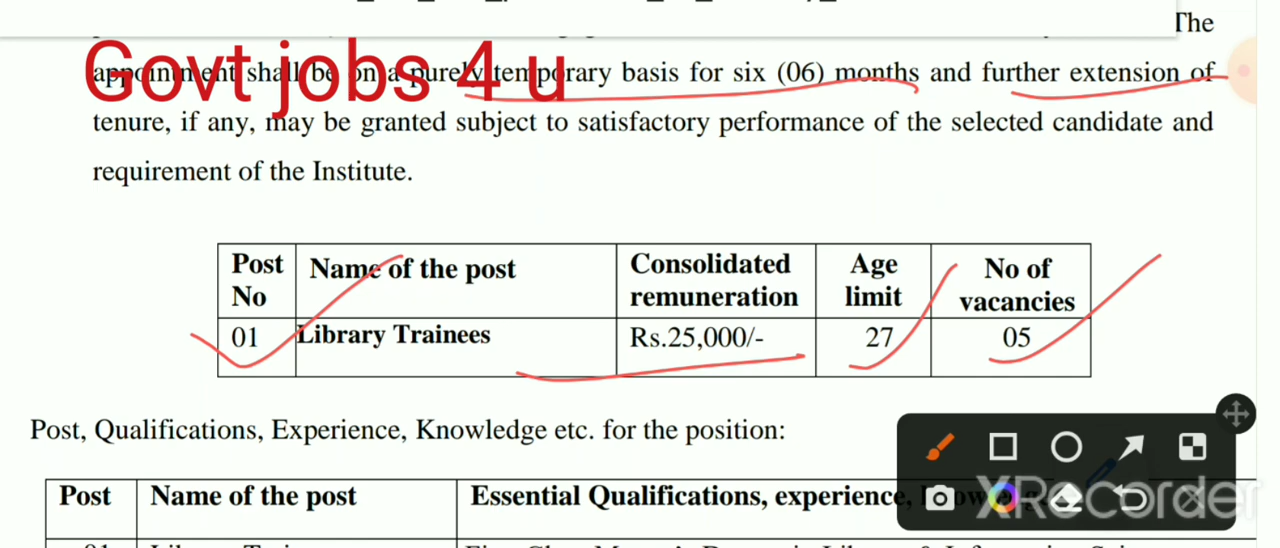 The
Govt jobs 4 u
appointment shall be on a purely temporary basis for six (06) months and further extension of
tenure, if any, may be granted subject to satisfactory performance of the selected candidate and
requirement of the Institute.
Post No Name of the post Consolidated remuneration Age limit No of vacancies
01 Library Trainees Rs.25,000/- 27 05
Post, Qualifications, Experience, Knowledge etc. for the position:
Post Name of the post Essential Qualifications, experience,
XRecorder